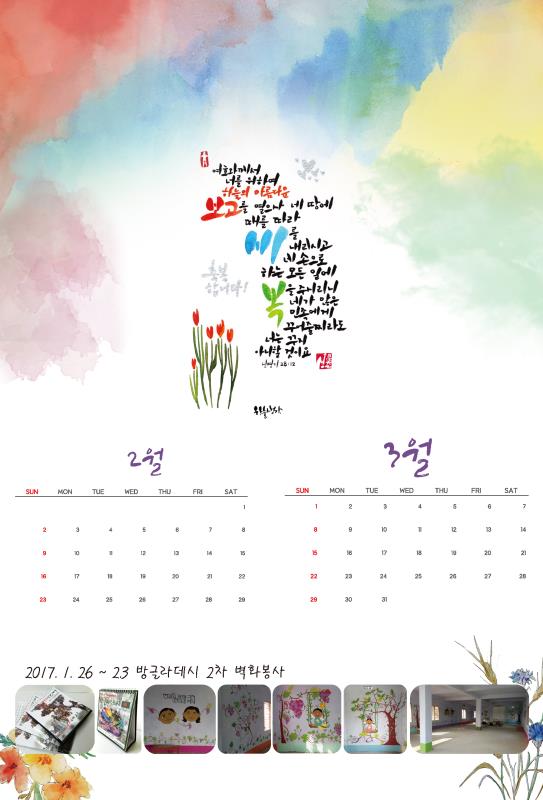 여호와께서
너를 위하여
하늘의 아름다운
보고를 열으사 네 땅에
때를 따라
비를
내리시고
네 손으로
하는 모든 일에
복을 주시리니
네가 많은
민족에게
꾸어줄지라도
너는 꾸지
아니할 것이요
신명기 28:12
축복
합니다!
2월
SUN MON TUE WED THU FRI SAT
1
2 3 4 5 6 7 8
9 10 11 12 13 14 15
16 17 18 19 20 21 22
23 24 25 26 27 28 29
3월
SUN MON TUE WED THU FRI SAT
1 2 3 4 5 6 7
8 9 10 11 12 13 14
15 16 17 18 19 20 21
22 23 24 25 26 27 28
29 30 31
2017. 1. 26 ~ 23 방글라데시 2차 벽화봉사